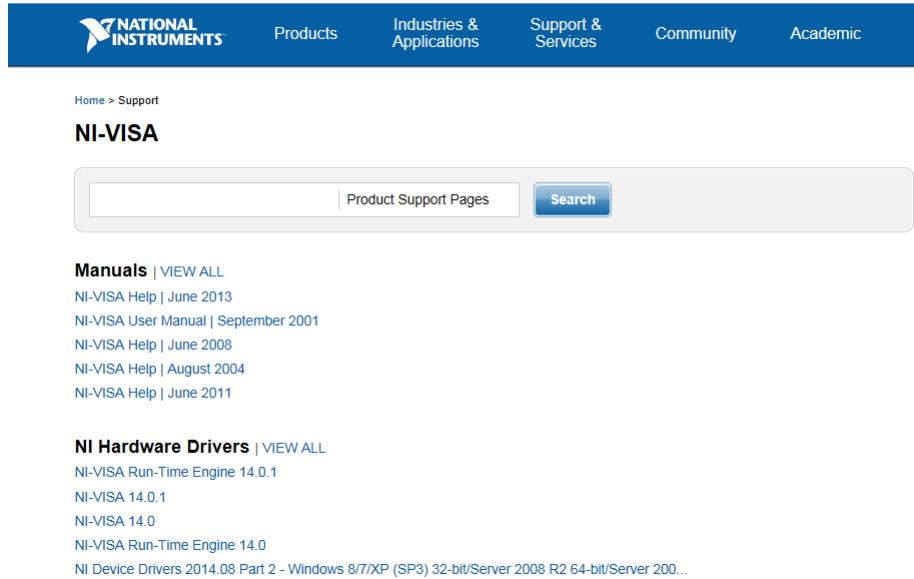 NATIONAL
INSTRUMENTS
Products
Industries &
Applications
Support &
Services
Community
Academic
Home > Support
NI-VISA
Product Support Pages
Search
Manuals | VIEW ALL
NI-VISA Help | June 2013
NI-VISA User Manual | September 2001
NI-VISA Help | June 2008
NI-VISA Help | August 2004
NI-VISA Help | June 2011
NI Hardware Drivers | VIEW ALL
NI-VISA Run-Time Engine 14.0.1
NI-VISA 14.0.1
NI-VISA 14.0
NI-VISA Run-Time Engine 14.0
NI Device Drivers 2014.08 Part 2 - Windows 8/7/XP (SP3) 32-bit/Server 2008 R2 64-bit/Server 200...